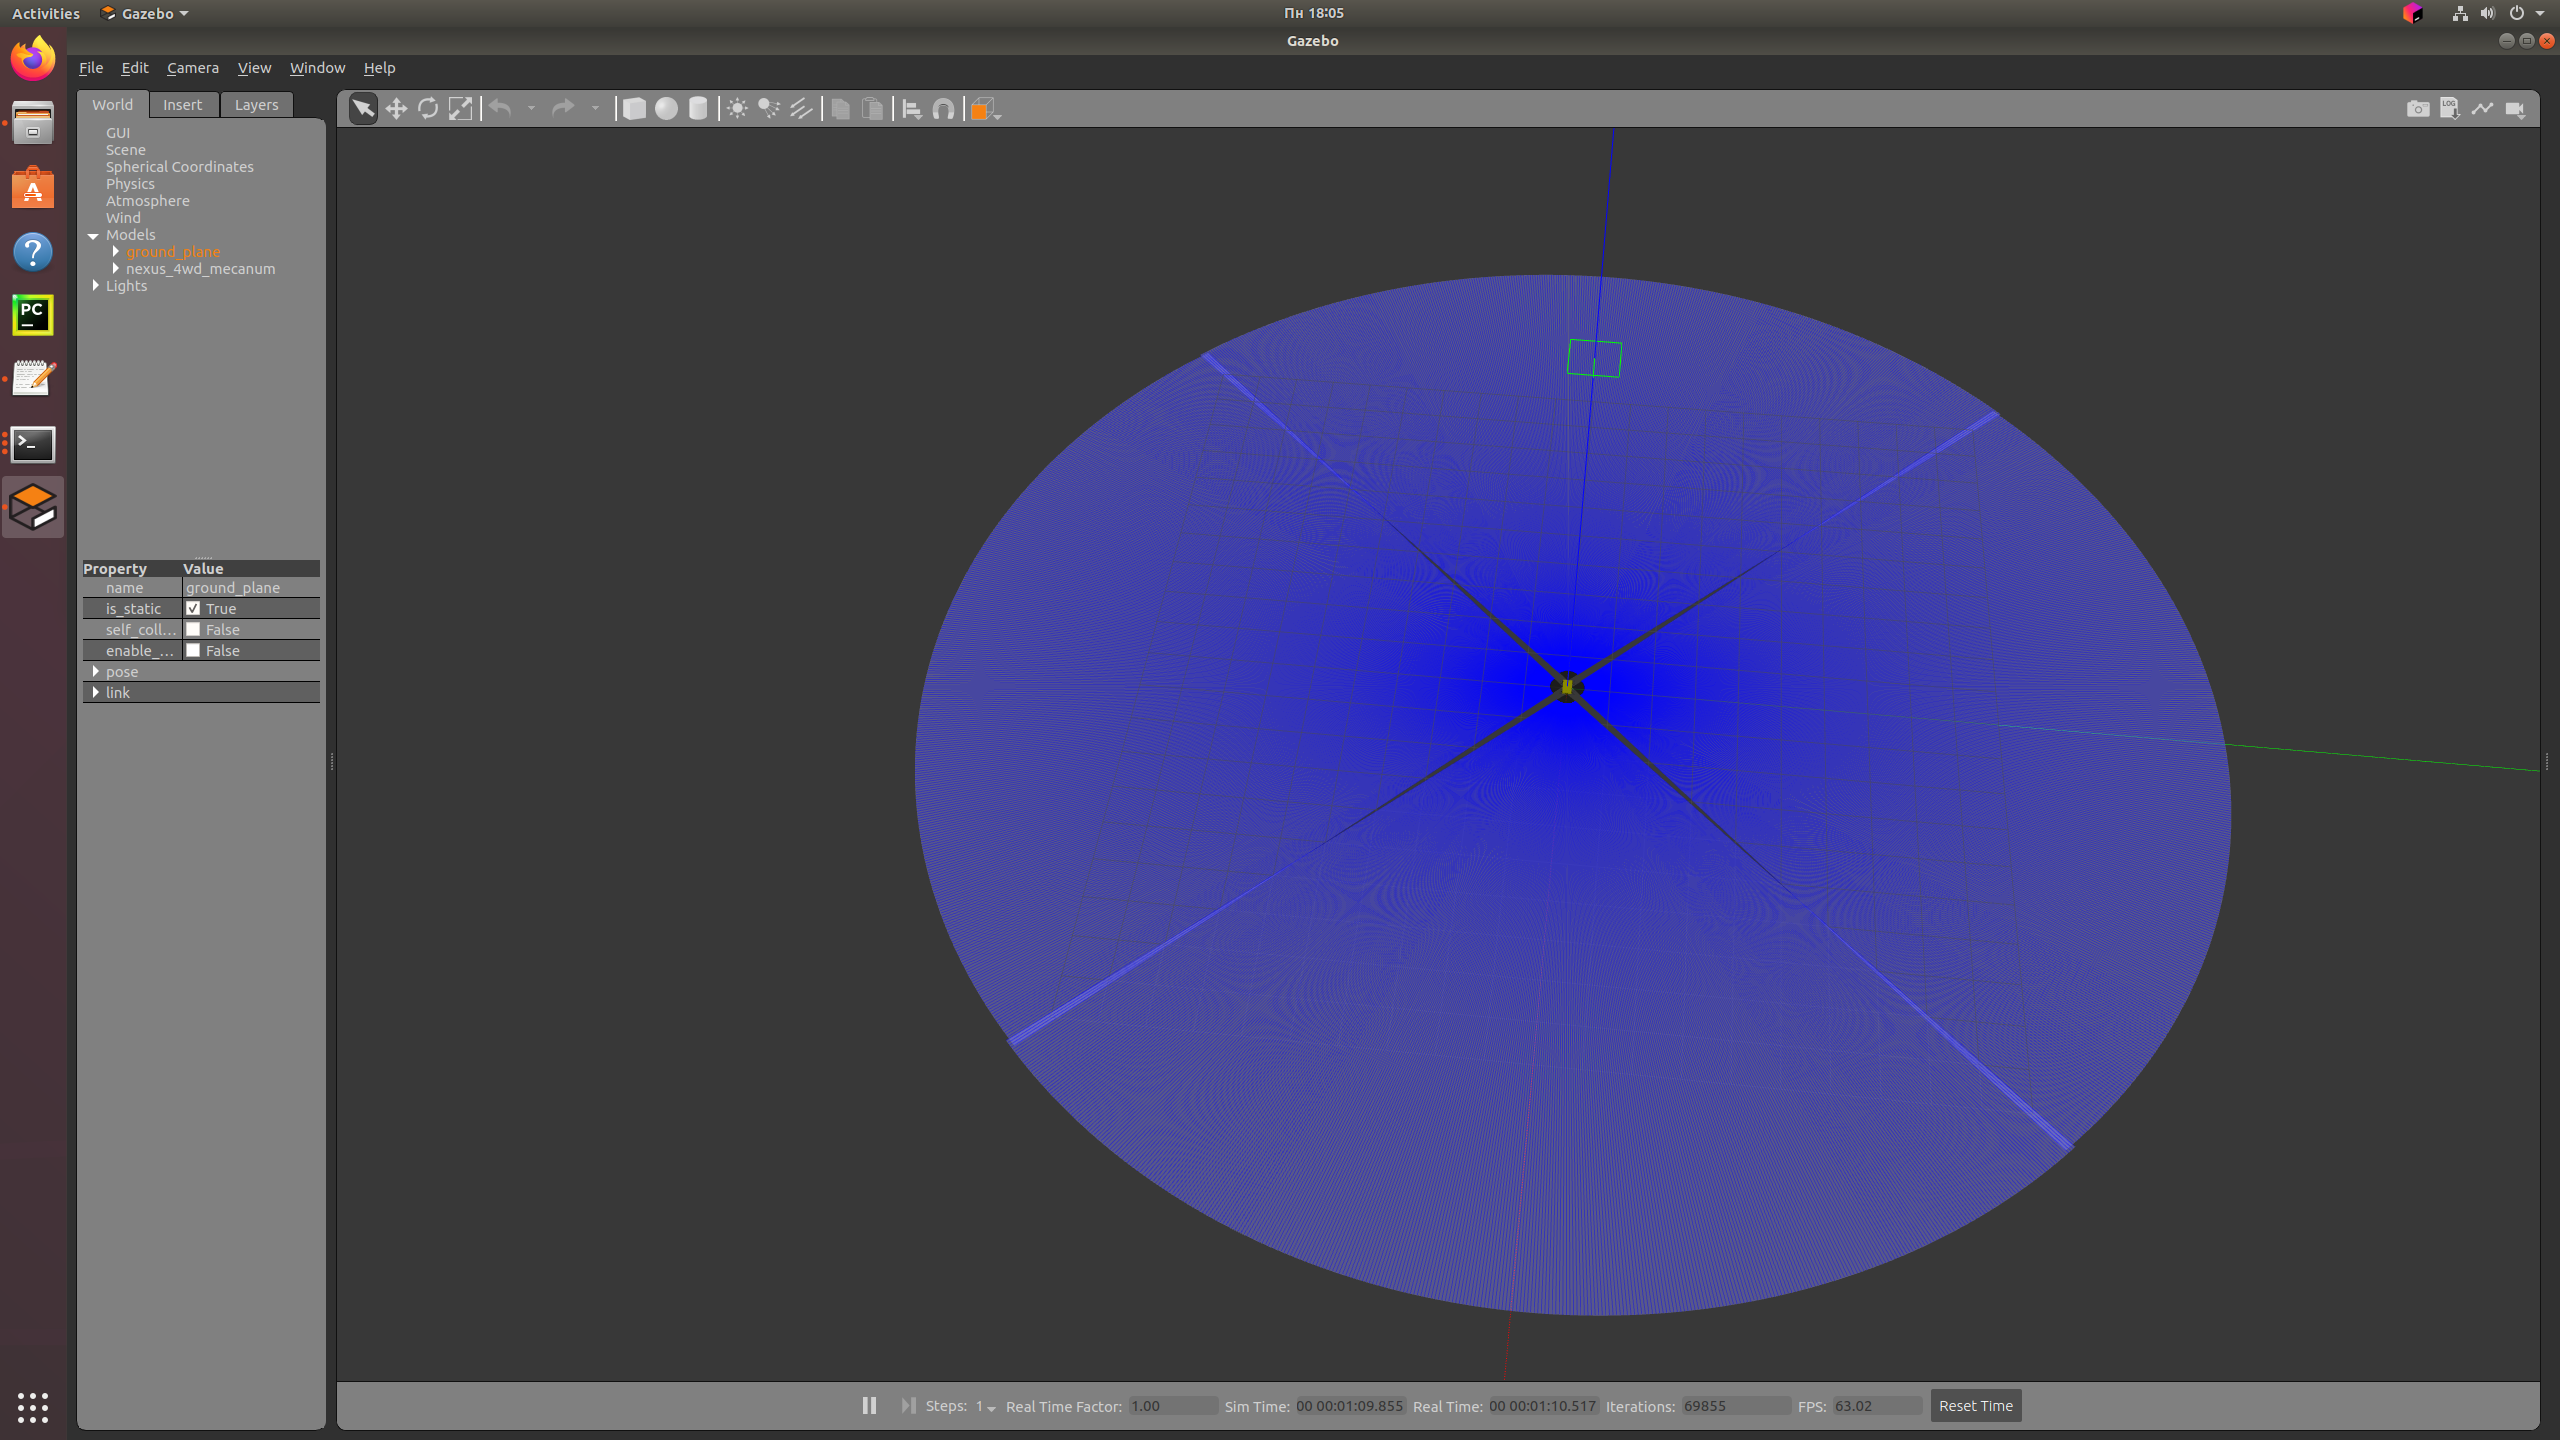 Activities Gazebo Пн 18:05
Gazebo
File Edit Camera View Window Help
World Insert Layers
LOG
GUI
Scene
Spherical Coordinates
Physics
Atmosphere
Wind
Models
ground_plane
nexus_4wd_mecanum
Lights
PC
Property Value
name ground_plane
is_static True
self_coll... False
enable_... False
pose
link
Steps: 1 Real Time Factor: 1.00 Sim Time: 00 00:01:09.855 Real Time: 00 00:01:10.517 Iterations: 69855 FPS: 63.02 Reset Time